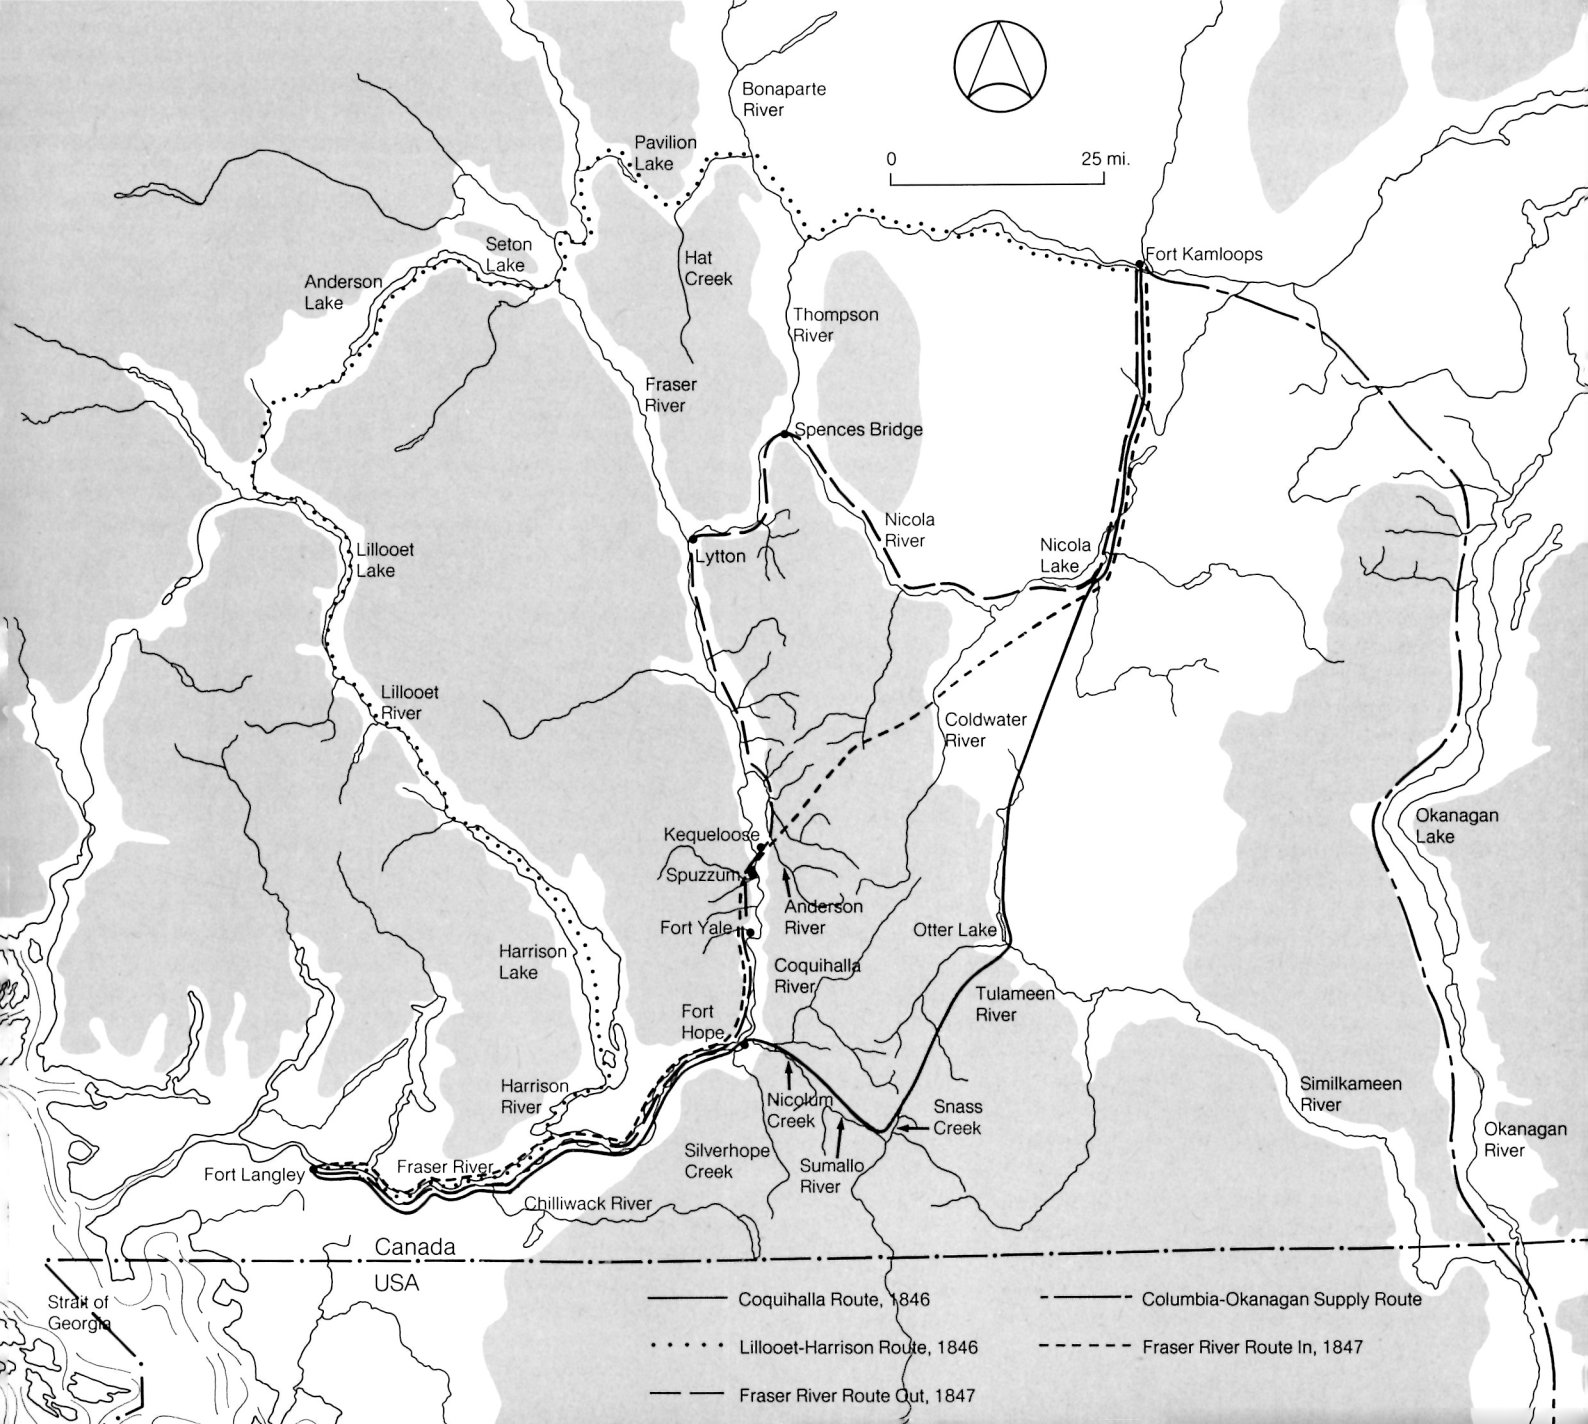 Bonaparte
River
Pavilion
Lake
0 25 mi.
Seton
Lake
Anderson
Lake
Hat
Creek
Fort Kamloops
Thompson
River
Fraser
River
Spences Bridge
Nicola
River
Nicola
Lake
Lytton
Lillooet
Lake
Lillooet
River
Coldwater
River
Okanagan
Lake
Kequeloose
Spuzzum
Anderson
River
Fort Yale
Otter Lake
Harrison
Lake
Coquihalla
River
Tulameen
River
Fort
Hope
Harrison
River
Nicolum
Creek
Snass
Creek
Similkameen
River
Okanagan
River
Silverhope
Creek
Sumallo
River
Fort Langley
Fraser River
Chilliwack River
Canada
USA
Strait of
Georgia
Coquihalla Route, 1846
Lillooet-Harrison Route, 1846
Fraser River Route Out, 1847
Columbia-Okanagan Supply Route
Fraser River Route In, 1847